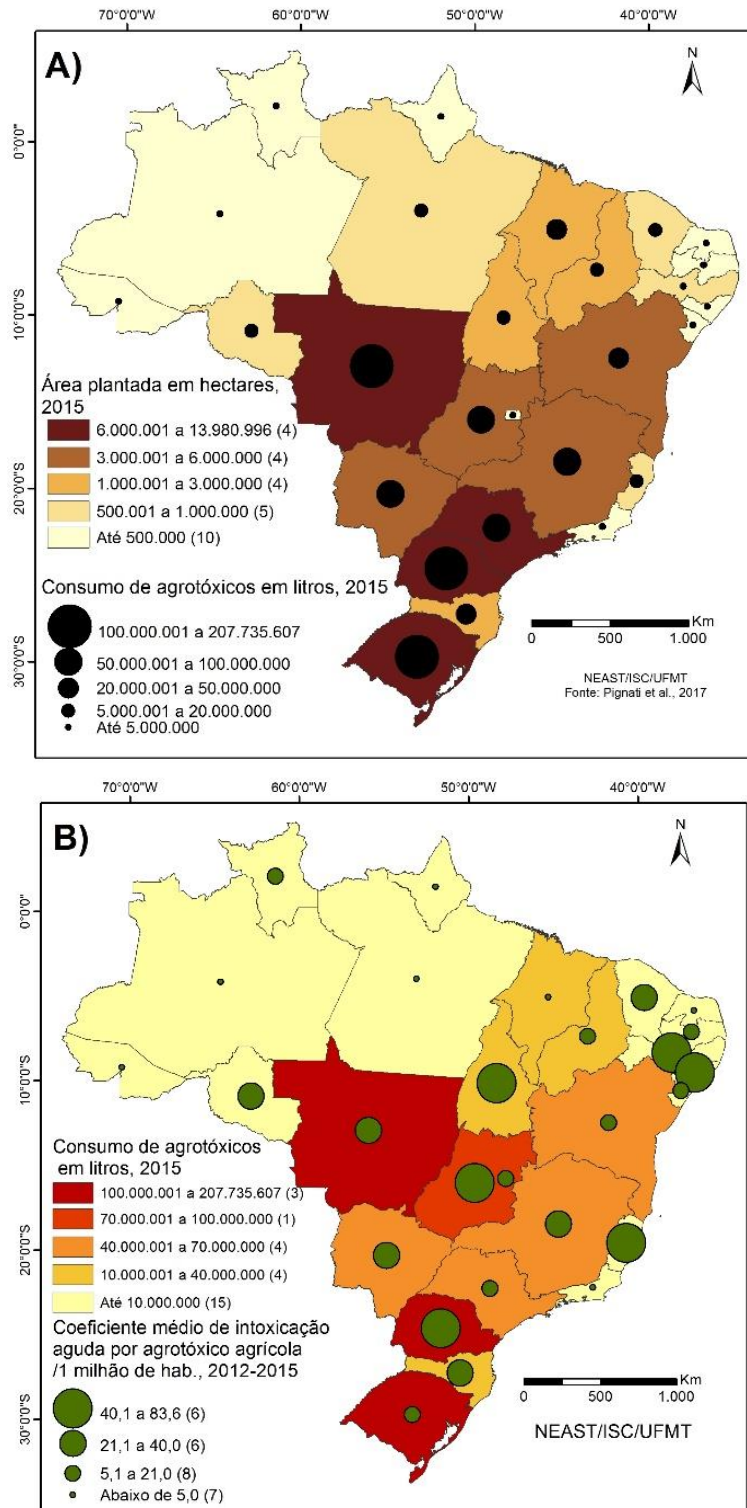 70°0'0"W 60°0'0"W 50°0'0"W 40°0'0"W
A)
N
0°0'0"
10°0'0"S
20°0'0"S
30°0'0"S
Área plantada em hectares,
2015
6.000.001 a 13.980.996 (4)
3.000.001 a 6.000.000 (4)
1.000.001 a 3.000.000 (4)
500.001 a 1.000.000 (5)
Até 500.000 (10)
Consumo de agrotóxicos em litros, 2015
100.000.001 a 207.735.607
50.000.001 a 100.000.000
20.000.001 a 50.000.000
5.000.001 a 20.000.000
Até 5.000.000
Km
0 250 500 1.000
NEAST/ISC/UFMT
Fonte: Pignati et al., 2017
70°0'0"W 60°0'0"W 50°0'0"W 40°0'0"W
B)
N
0°0'0"
10°0'0"S
20°0'0"S
30°0'0"S
Consumo de agrotóxicos
em litros, 2015
100.000.001 a 207.735.607 (3)
70.000.001 a 100.000.000 (1)
40.000.001 a 70.000.000 (4)
10.000.001 a 40.000.000 (4)
Até 10.000.000 (15)
Coeficiente médio de intoxicação
aguda por agrotóxico agrícola
/1 milhão de hab., 2012-2015
40,1 a 83,6 (6)
21,1 a 40,0 (6)
5,1 a 21,0 (8)
Abaixo de 5,0 (7)
Km
0 250 500 1.000
NEAST/ISC/UFMT